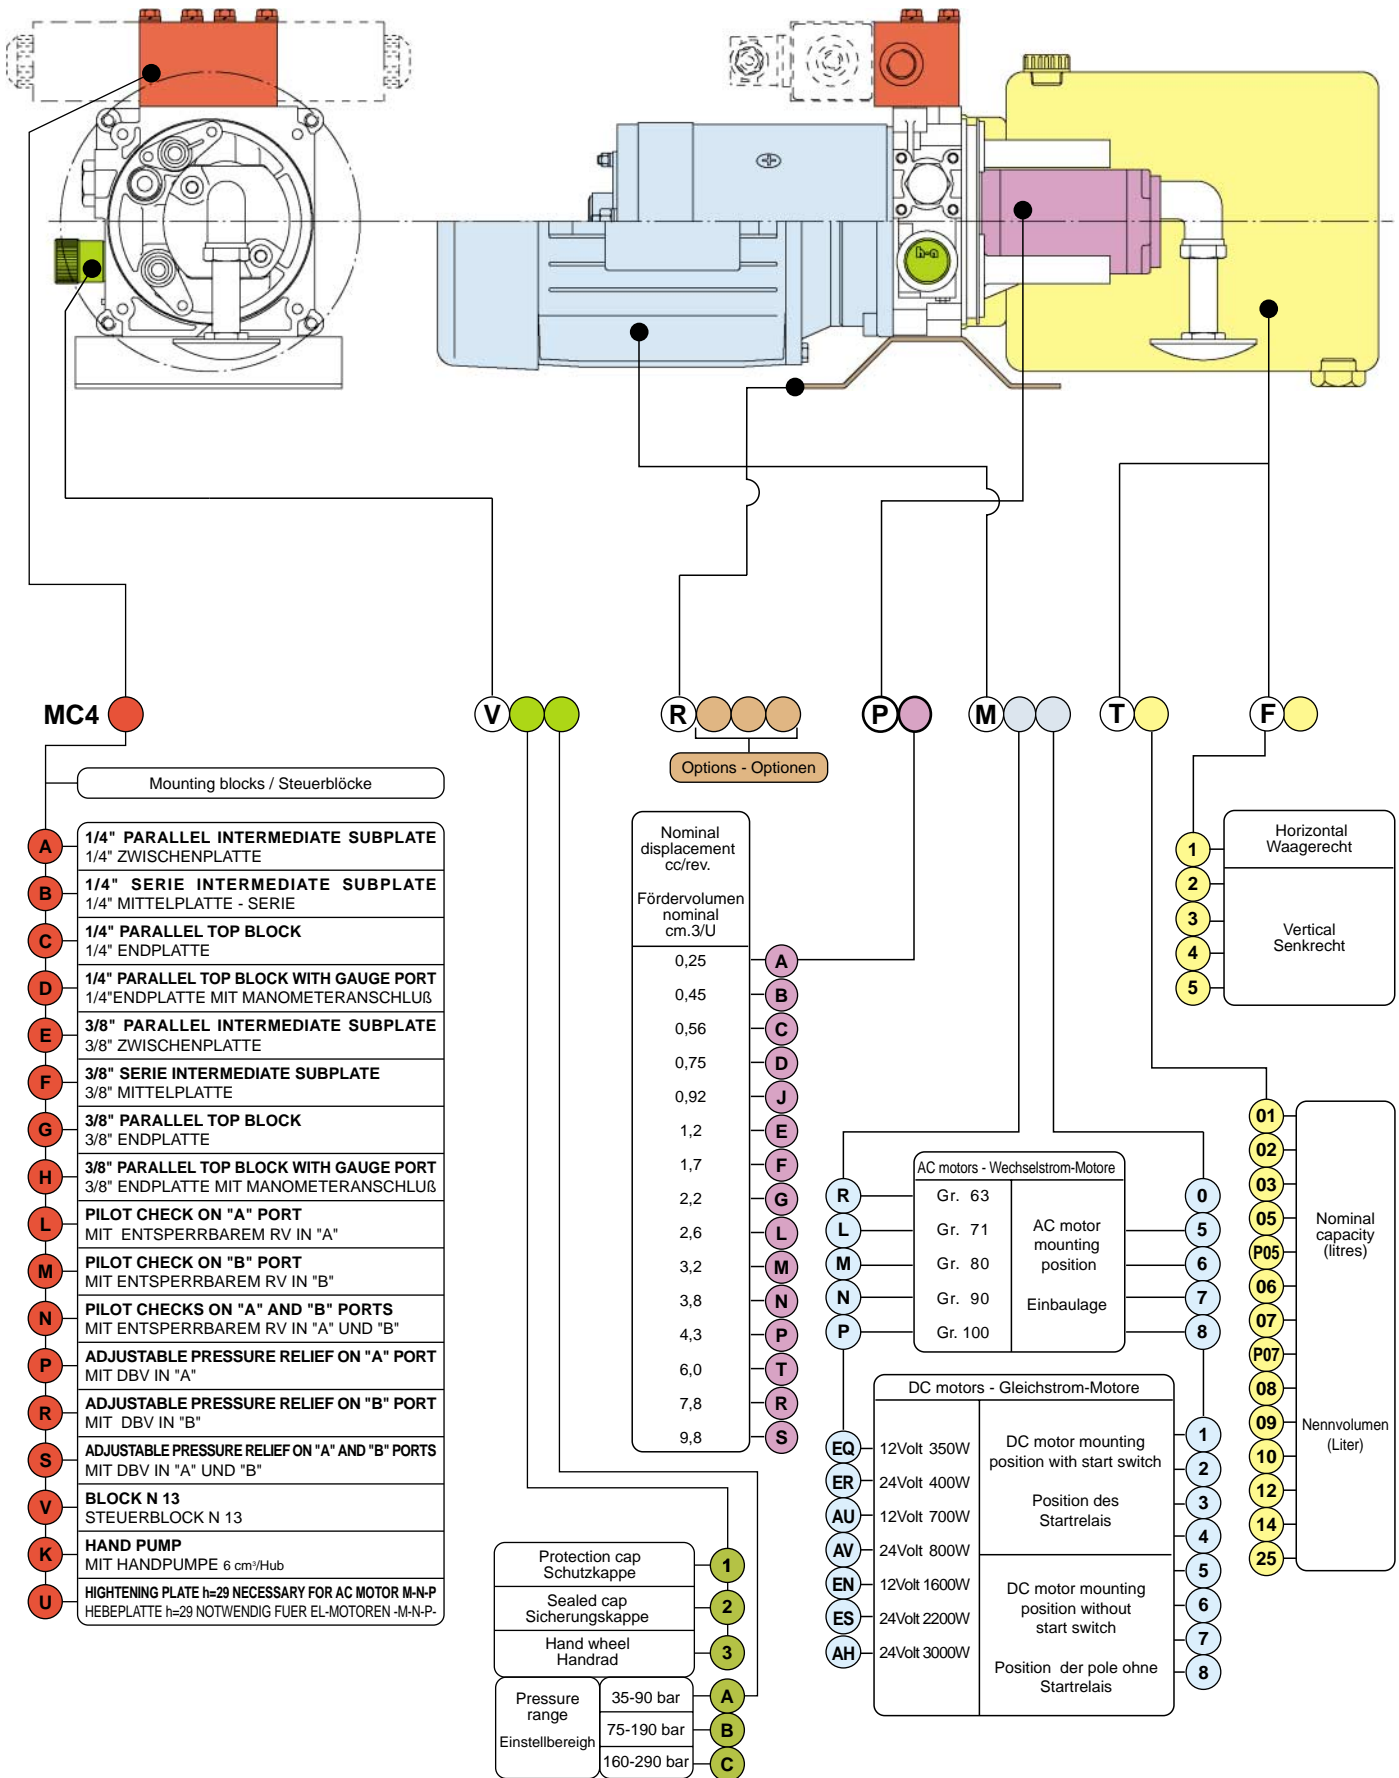 h-n
MC4
V
R
P
M
T
F
Options - Optionen
Mounting blocks / Steuerblöcke
A
1/4" PARALLEL INTERMEDIATE SUBPLATE
1/4" ZWISCHENPLATTE
B
1/4" SERIE INTERMEDIATE SUBPLATE
1/4" MITTELPLATTE - SERIE
C
1/4" PARALLEL TOP BLOCK
1/4" ENDPLATTE
D
1/4" PARALLEL TOP BLOCK WITH GAUGE PORT
1/4"ENDPLATTE MIT MANOMETERANSCHLUß
E
3/8" PARALLEL INTERMEDIATE SUBPLATE
3/8" ZWISCHENPLATTE
F
3/8" SERIE INTERMEDIATE SUBPLATE
3/8" MITTELPLATTE
G
3/8" PARALLEL TOP BLOCK
3/8" ENDPLATTE
H
3/8" PARALLEL TOP BLOCK WITH GAUGE PORT
3/8" ENDPLATTE MIT MANOMETERANSCHLUß
L
PILOT CHECK ON "A" PORT
MIT ENTSPERRBAREM RV IN "A"
M
PILOT CHECK ON "B" PORT
MIT ENTSPERRBAREM RV IN "B"
N
PILOT CHECKS ON "A" AND "B" PORTS
MIT ENTSPERRBAREM RV IN "A" UND "B"
P
ADJUSTABLE PRESSURE RELIEF ON "A" PORT
MIT DBV IN "A"
R
ADJUSTABLE PRESSURE RELIEF ON "B" PORT
MIT DBV IN "B"
S
ADJUSTABLE PRESSURE RELIEF ON "A" AND "B" PORTS
MIT DBV IN "A" UND "B"
V
BLOCK N 13
STEUERBLOCK N 13
K
HAND PUMP
MIT HANDPUMPE 6 cm³/Hub
U
HIGHTENING PLATE h=29 NECESSARY FOR AC MOTOR M-N-P
HEBEPLATTE h=29 NOTWENDIG FUER EL-MOTOREN -M-N-P-
Protection cap
Schutzkappe
1
Sealed cap
Sicherungskappe
2
Hand wheel
Handrad
3
Pressure
range
Einstellbereigh
35-90 bar
A
75-190 bar
B
160-290 bar
C
Nominal
displacement
cc/rev.
Fördervolumen
nominal
cm.3/U
0,25 A
0,45 B
0,56 C
0,75 D
0,92 J
1,2 E
1,7 F
2,2 G
2,6 L
3,2 M
3,8 N
4,3 P
6,0 T
7,8 R
9,8 S
AC motors - Wechselstrom-Motore
R Gr. 63
L Gr. 71
M Gr. 80
N Gr. 90
P Gr. 100
AC motor
mounting
position
Einbaulage
0
5
6
7
8
DC motors - Gleichstrom-Motore
EQ 12Volt 350W
ER 24Volt 400W
AU 12Volt 700W
AV 24Volt 800W
EN 12Volt 1600W
ES 24Volt 2200W
AH 24Volt 3000W
DC motor mounting
position with start switch
Position des
Startrelais
1
2
3
4
DC motor mounting
position without
start switch
Position der pole ohne
Startrelais
5
6
7
8
1
Horizontal
Waagerecht
2
3
4
5
Vertical
Senkrecht
01
02
03
05
P05
06
07
P07
08
09
10
12
14
25
Nominal
capacity
(litres)
Nennvolumen
(Liter)